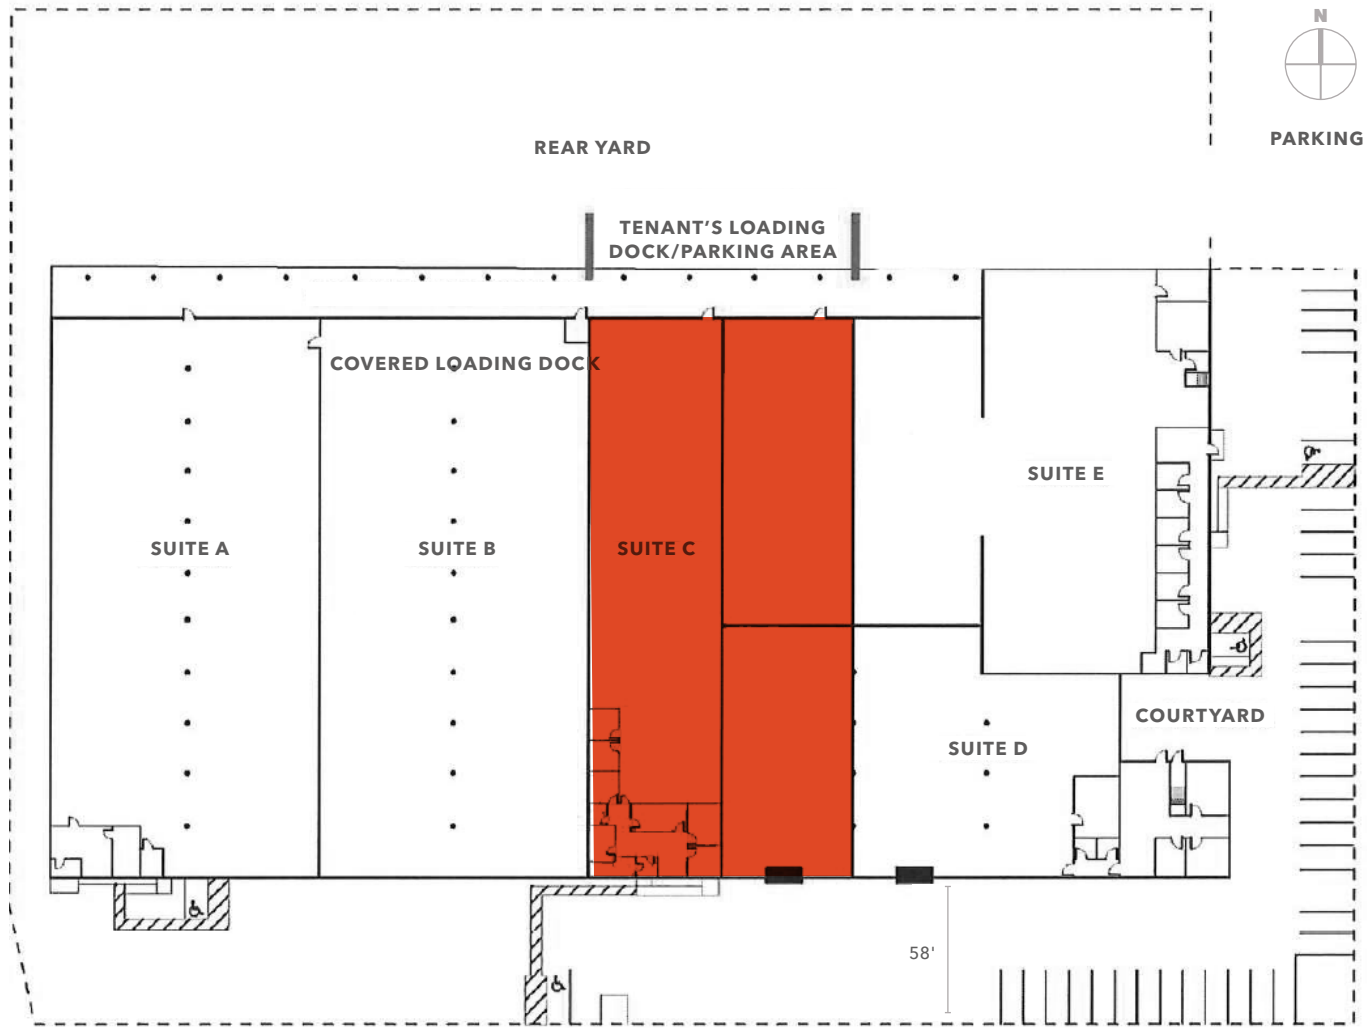 N
PARKING
REAR YARD
TENANT'S LOADING
DOCK/PARKING AREA
COVERED LOADING DOCK
SUITE E
SUITE A
SUITE B
SUITE C
COURTYARD
SUITE D
58'